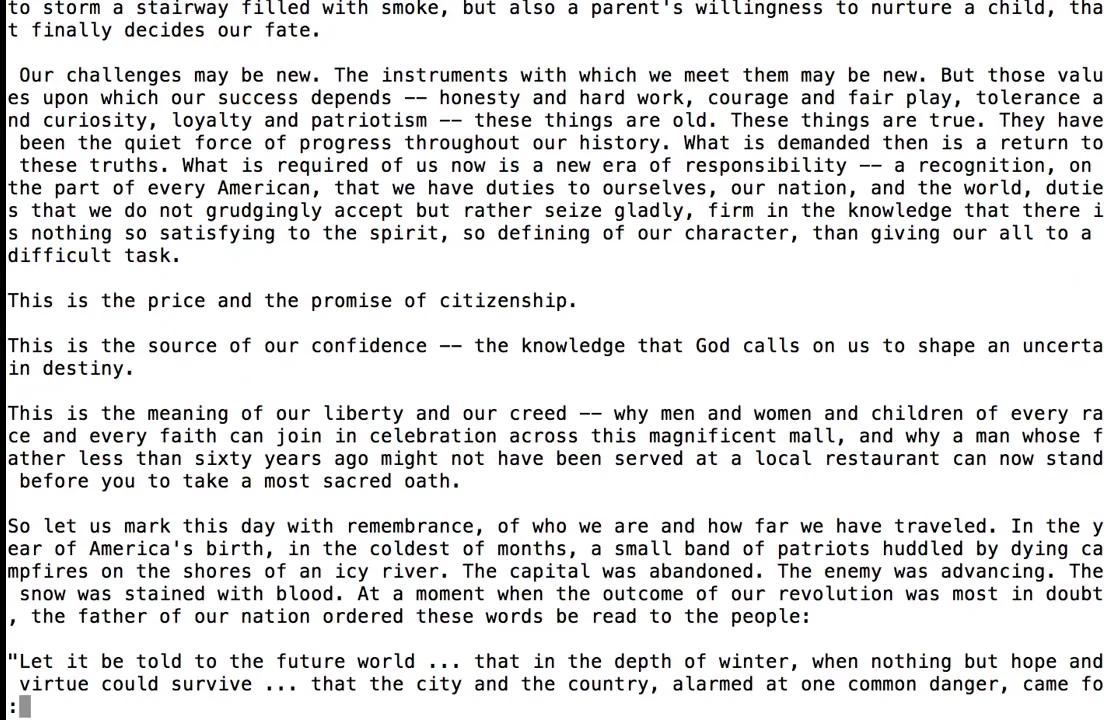 to storm a stairway filled with smoke, but also a parent's willingness to nurture a child, tha
t finally decides our fate.

 Our challenges may be new. The instruments with which we meet them may be new. But those valu
es upon which our success depends -- honesty and hard work, courage and fair play, tolerance a
nd curiosity, loyalty and patriotism -- these things are old. These things are true. They have
 been the quiet force of progress throughout our history. What is demanded then is a return to
 these truths. What is required of us now is a new era of responsibility -- a recognition, on
the part of every American, that we have duties to ourselves, our nation, and the world, dutie
s that we do not grudgingly accept but rather seize gladly, firm in the knowledge that there i
s nothing so satisfying to the spirit, so defining of our character, than giving our all to a
difficult task.

This is the price and the promise of citizenship.

This is the source of our confidence -- the knowledge that God calls on us to shape an uncerta
in destiny.

This is the meaning of our liberty and our creed -- why men and women and children of every ra
ce and every faith can join in celebration across this magnificent mall, and why a man whose f
ather less than sixty years ago might not have been served at a local restaurant can now stand
 before you to take a most sacred oath.

So let us mark this day with remembrance, of who we are and how far we have traveled. In the y
ear of America's birth, in the coldest of months, a small band of patriots huddled by dying ca
mpfires on the shores of an icy river. The capital was abandoned. The enemy was advancing. The
 snow was stained with blood. At a moment when the outcome of our revolution was most in doubt
, the father of our nation ordered these words be read to the people:

"Let it be told to the future world ... that in the depth of winter, when nothing but hope and
 virtue could survive ... that the city and the country, alarmed at one common danger, came fo
: